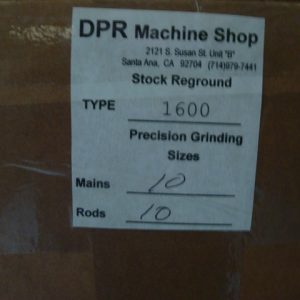 DPR Machine Shop
2121 S. Susan St. Unit "B"
Santa Ana, CA 92704 (714)979-7441
Stock Reground
TYPE 1600
Precision Grinding
Sizes
Mains 10
Rods 10